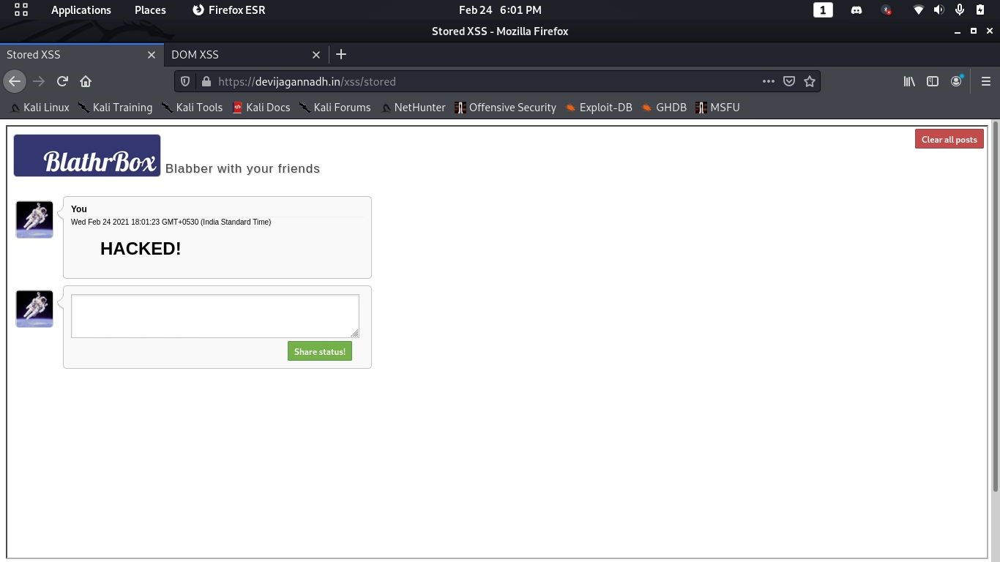 Applications Places Firefox ESR Feb 24 6:01 PM 1
Stored XSS - Mozilla Firefox
Stored XSS DOM XSS
https://devijagannadh.in/xss/stored
Kali Linux Kali Training Kali Tools Kali Docs Kali Forums NetHunter Offensive Security Exploit-DB GHDB MSFU
Clear all posts
BlathrBox Blabber with your friends
You
Wed Feb 24 2021 18:01:23 GMT+0530 (India Standard Time)
HACKED!
Share status!